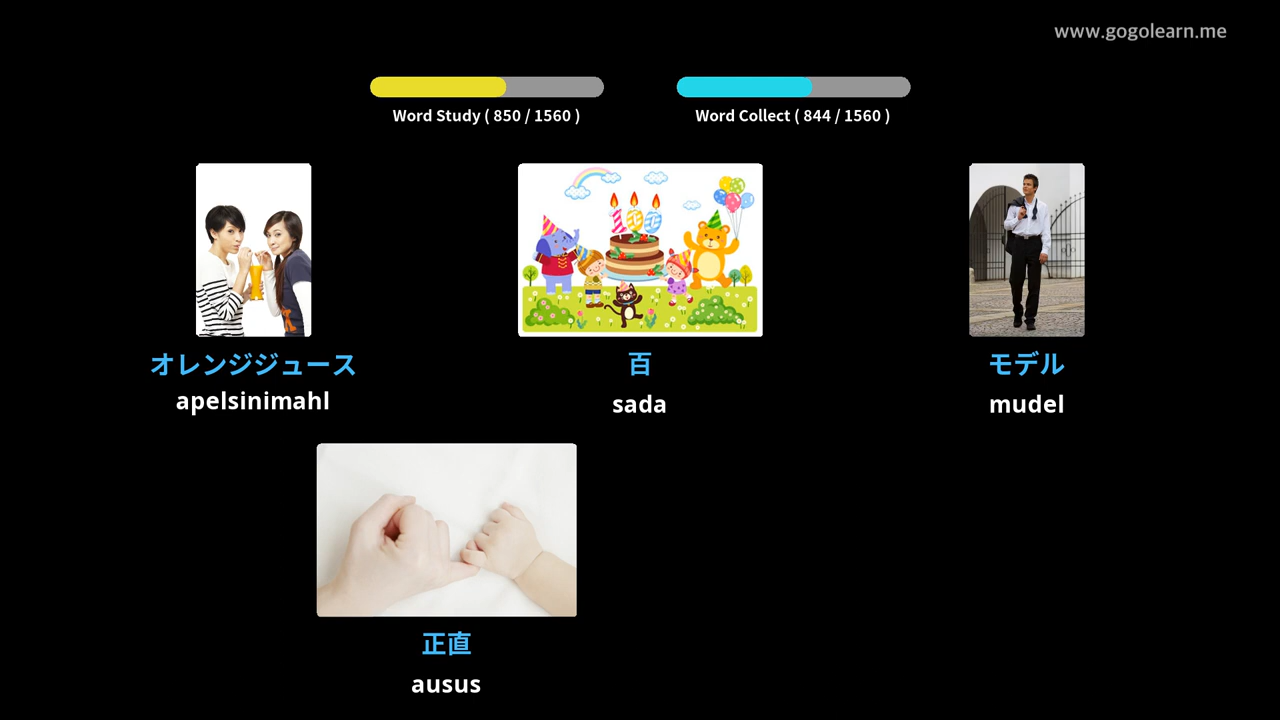 www.gogolearn.me
Word Study ( 850 / 1560 )
Word Collect ( 844 / 1560 )
オレンジジュース
apelsinimahl
百
sada
モデル
mudel
正直
ausus